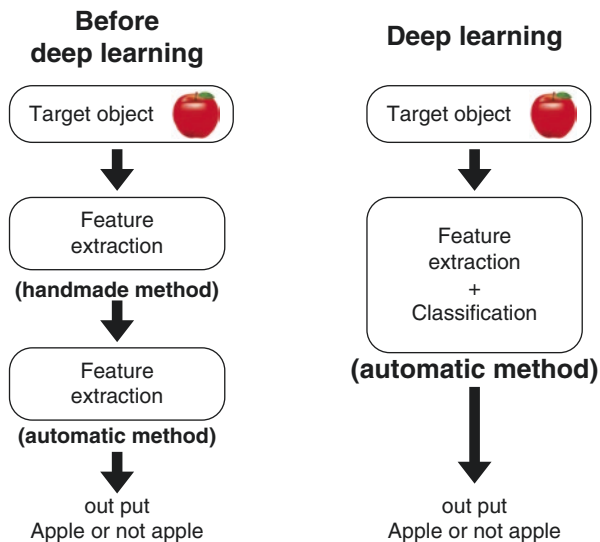 Before
deep learning
Target object
Feature
extraction
(handmade method)
Feature
extraction
(automatic method)
out put
Apple or not apple
Deep learning
Target object
Feature
extraction
+
Classification
(automatic method)
out put
Apple or not apple